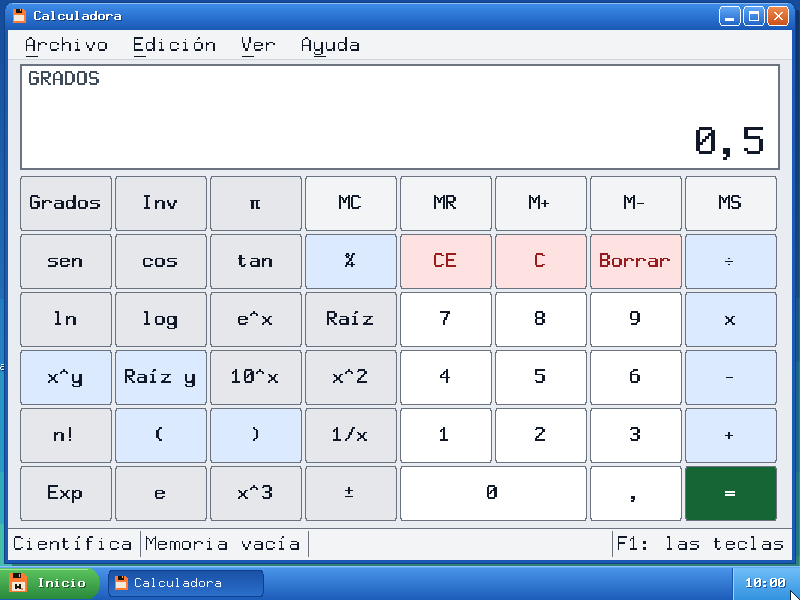 Calculadora
Archivo Edición Ver Ayuda
GRADOS
0,5
Grados Inv π MC MR M+ M- MS
sen cos tan % CE C Borrar ÷
ln log e^x Raíz 7 8 9 x
x^y Raíz y 10^x x^2 4 5 6 -
n! ( ) 1/x 1 2 3 +
Exp e x^3 ± 0 , =
Científica Memoria vacía F1: las teclas
Inicio Calculadora 10:00